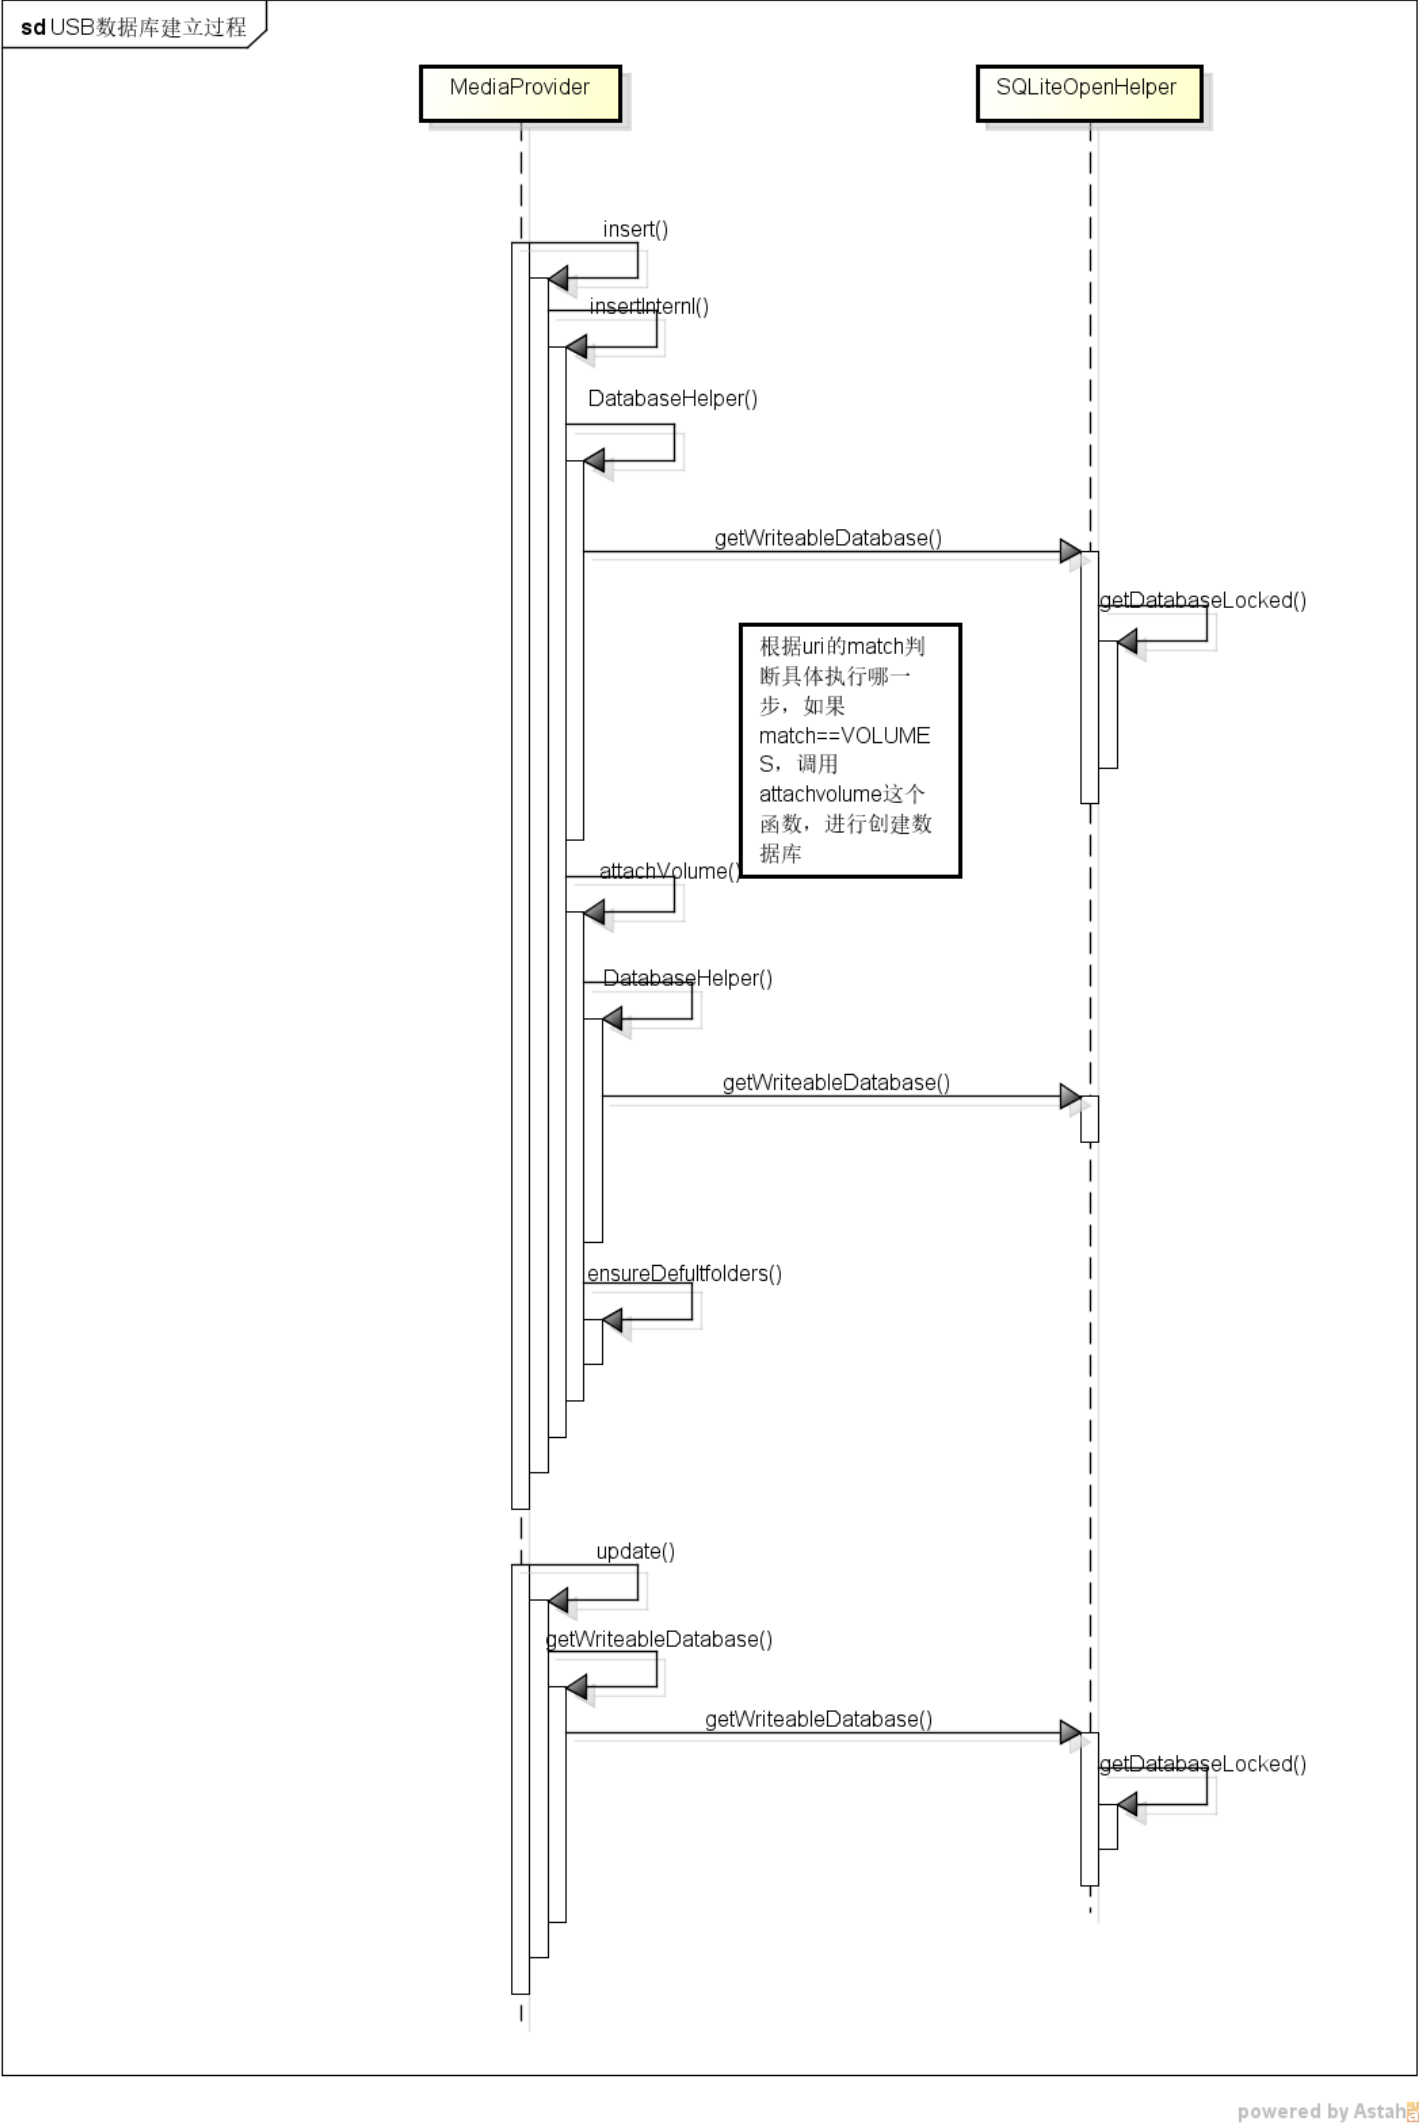 sd USB数据库建立过程
MediaProvider
SQLiteOpenHelper
insert()
insertInternl()
DatabaseHelper()
getWriteableDatabase()
getDatabaseLocked()
根据uri的match判
断具体执行哪一
步，如果
match==VOLUME
S，调用
attachvolume这个
函数，进行创建数
据库
attachVolume()
DatabaseHelper()
getWriteableDatabase()
ensureDefultfolders()
update()
getWriteableDatabase()
getWriteableDatabase()
getDatabaseLocked()
powered by Astah